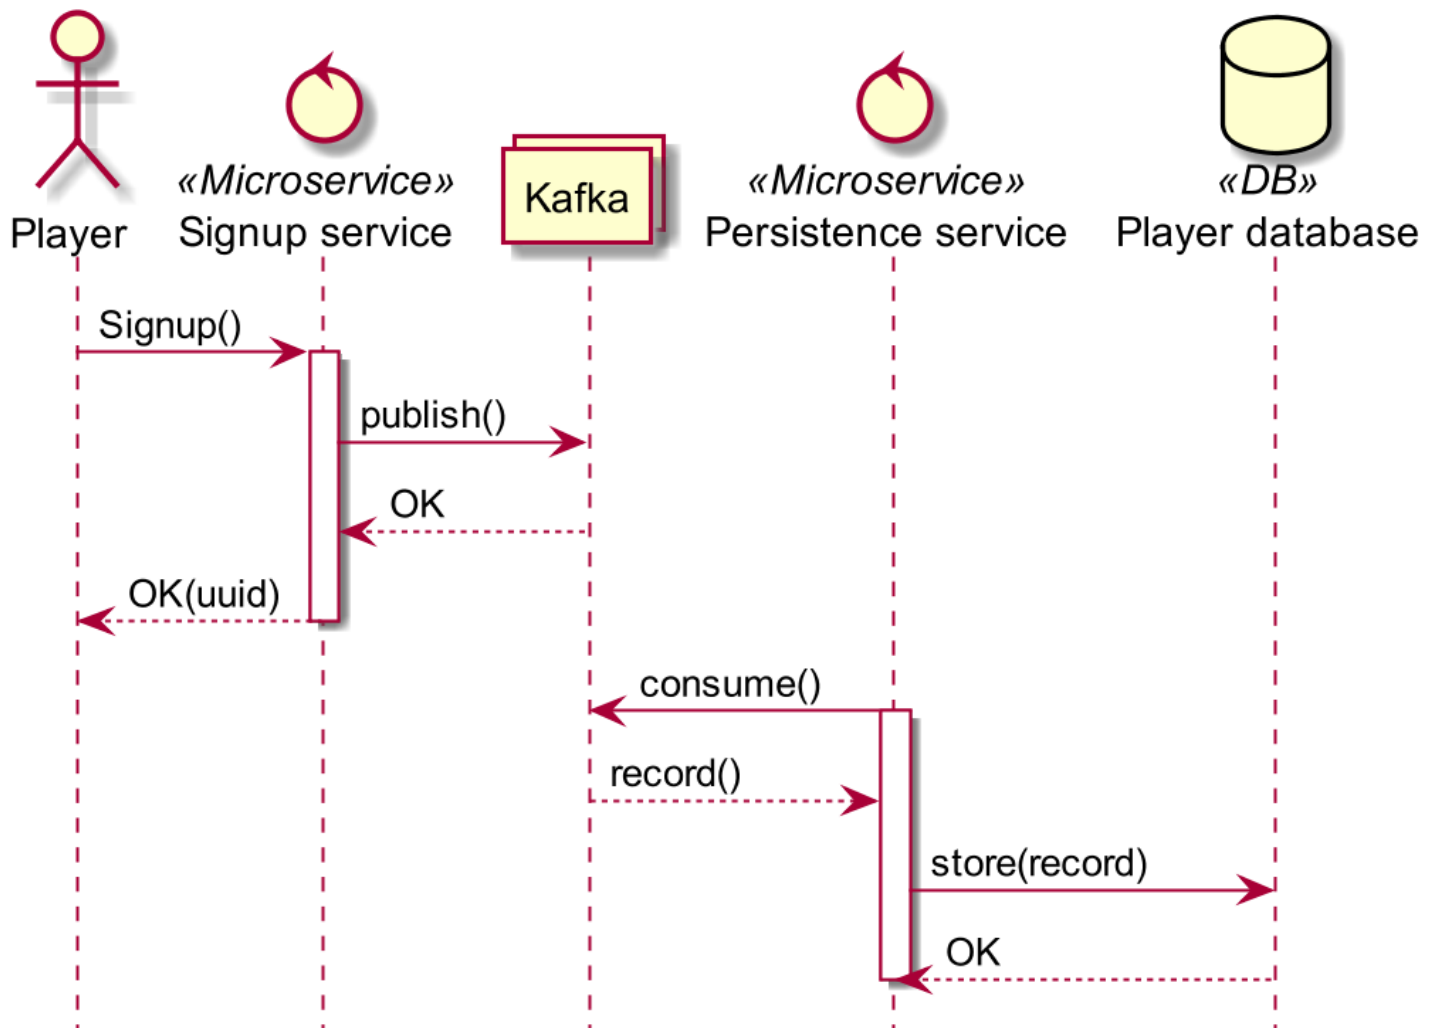 Player
«Microservice»
Signup service
Kafka
«Microservice»
Persistence service
«DB»
Player database
Signup()
publish()
OK
OK(uuid)
consume()
record()
store(record)
OK